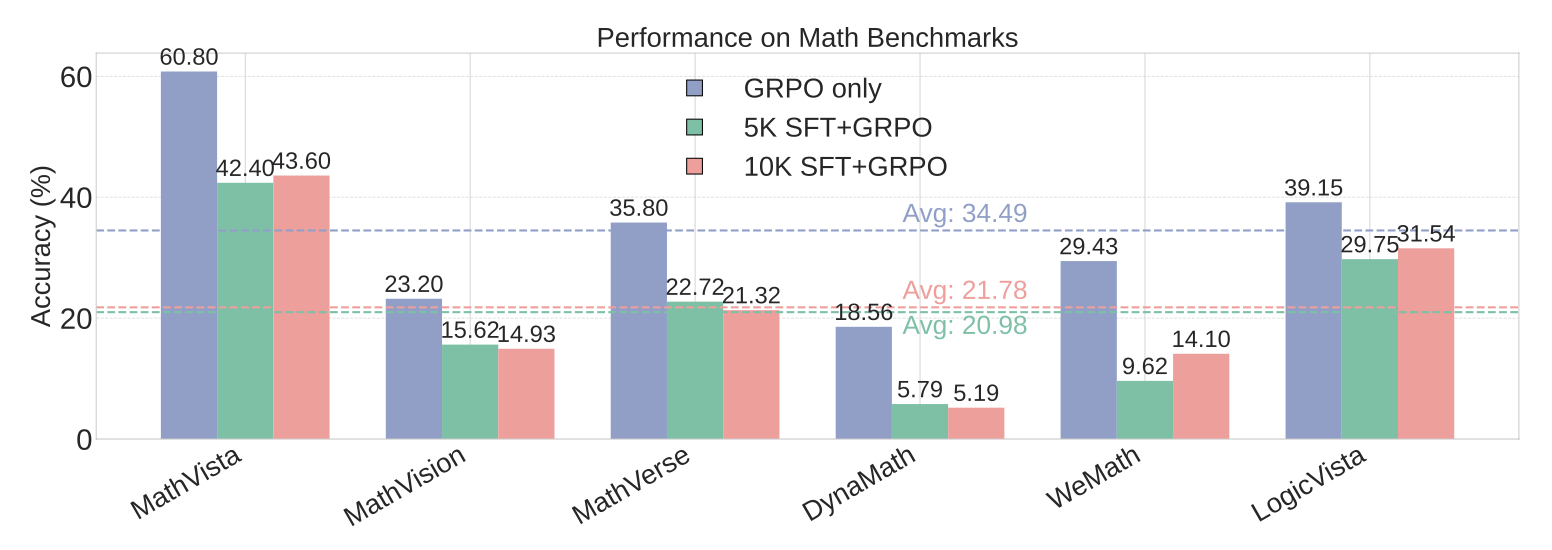 Performance on Math Benchmarks
GRPO only
5K SFT+GRPO
10K SFT+GRPO
Accuracy (%)
60
40
20
0
60.80
42.40
43.60
23.20
15.62
14.93
35.80
22.72
21.32
18.56
5.79
5.19
29.43
9.62
14.10
39.15
29.75
31.54
Avg: 34.49
Avg: 21.78
Avg: 20.98
MathVista
MathVision
MathVerse
DynaMath
WeMath
LogicVista